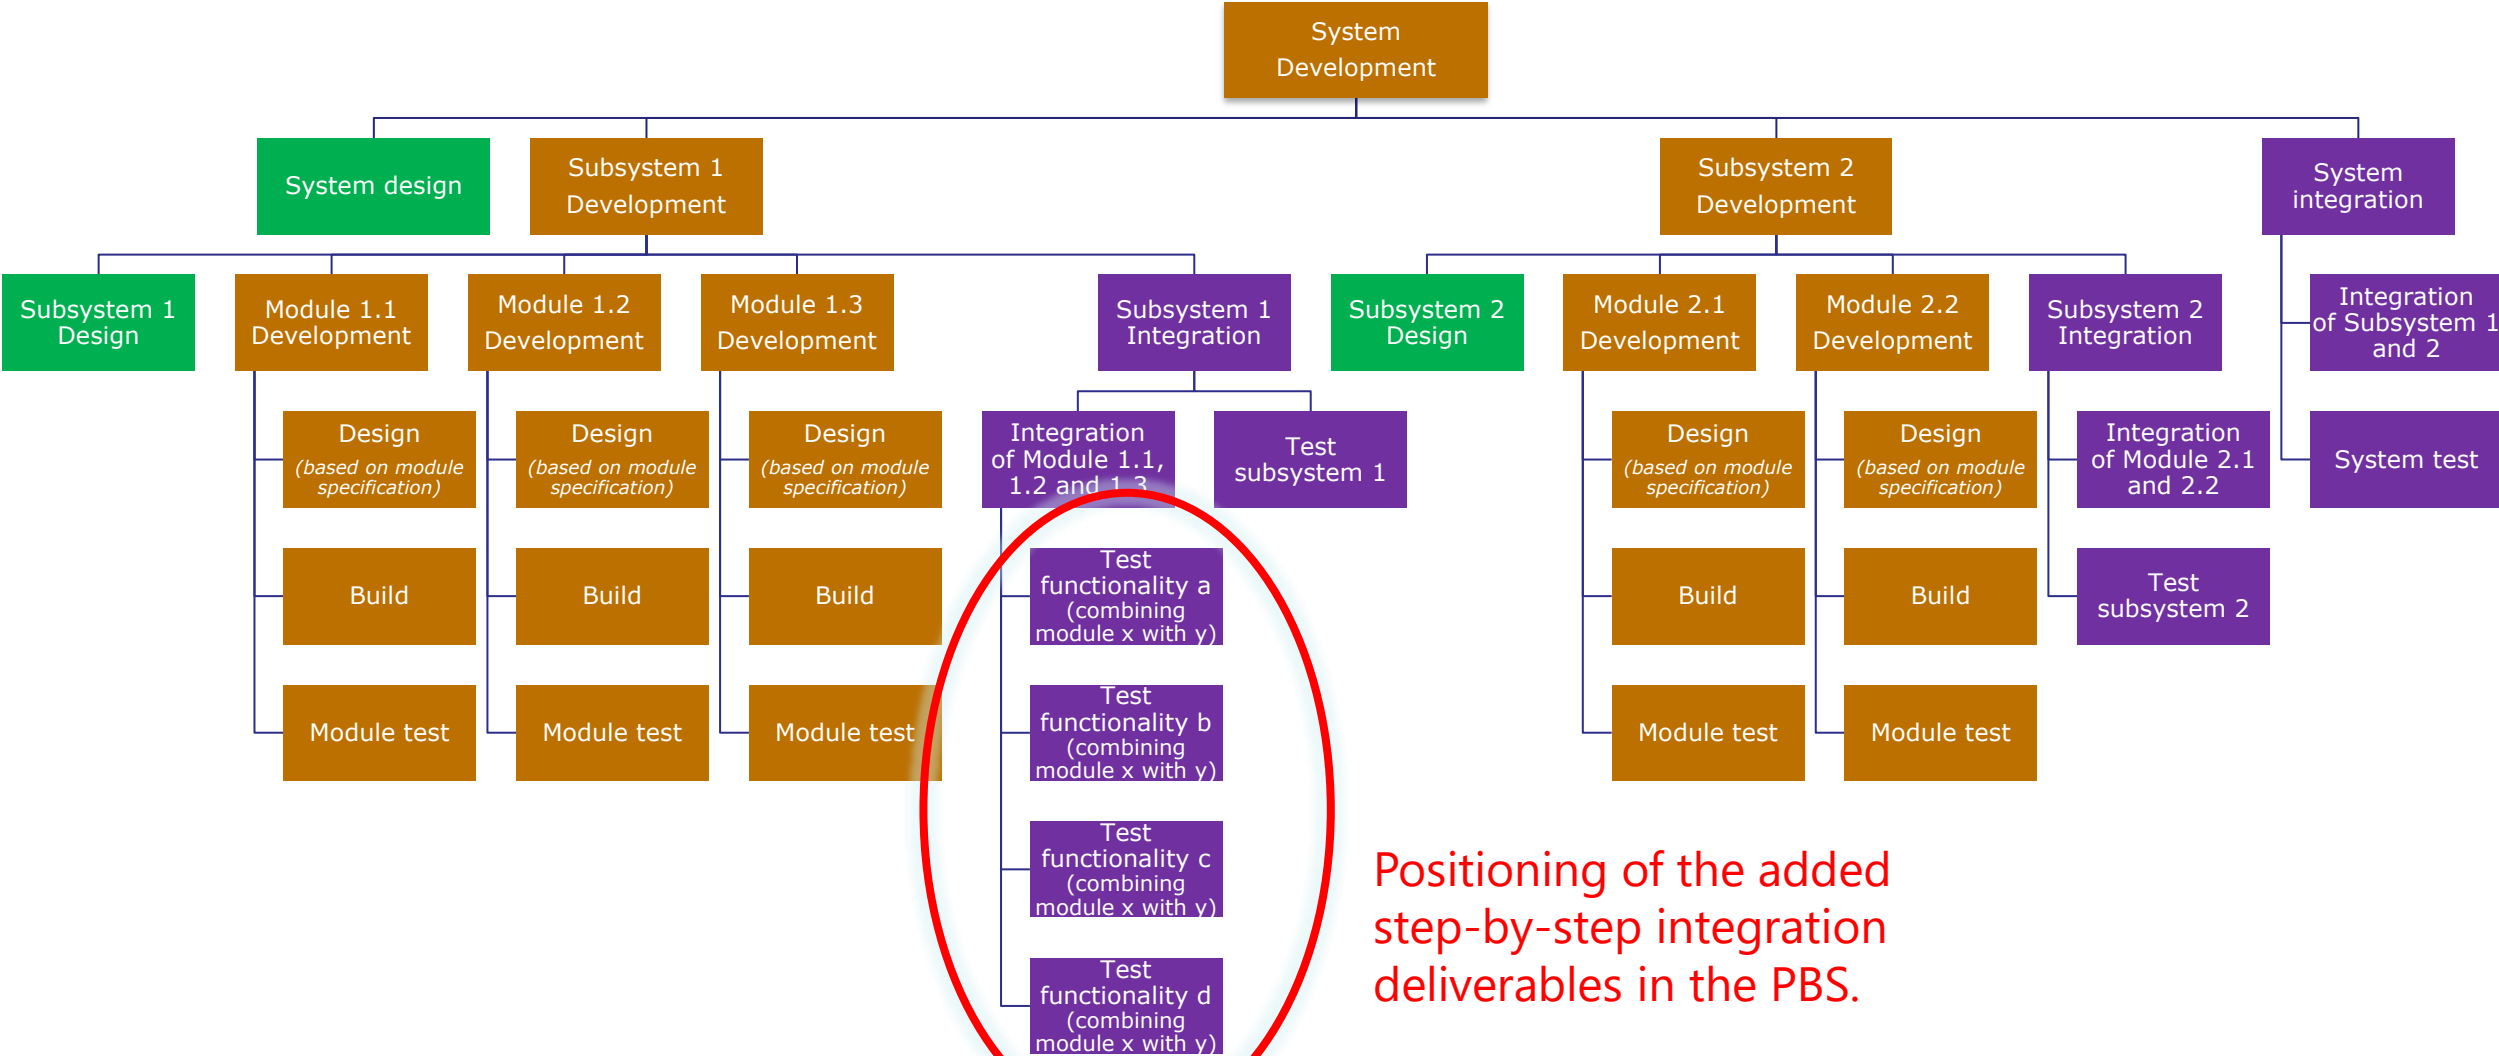 System
Development
System design
Subsystem 1
Development
Subsystem 2
Development
System
integration
Subsystem 1
Design
Module 1.1
Development
Module 1.2
Development
Module 1.3
Development
Subsystem 1
Integration
Subsystem 2
Design
Module 2.1
Development
Module 2.2
Development
Subsystem 2
Integration
Integration
of Subsystem 1
and 2
Design
(based on module
specification)
Design
(based on module
specification)
Design
(based on module
specification)
Integration
of Module 1.1,
1.2 and 1.3
Test
subsystem 1
Design
(based on module
specification)
Design
(based on module
specification)
Integration
of Module 2.1
and 2.2
System test
Build
Build
Build
Test
functionality a
(combining
module x with y)
Build
Build
Test
subsystem 2
Module test
Module test
Module test
Test
functionality b
(combining
module x with y)
Module test
Module test
Test
functionality c
(combining
module x with y)
Test
functionality d
(combining
module x with y)
Positioning of the added
step-by-step integration
deliverables in the PBS.